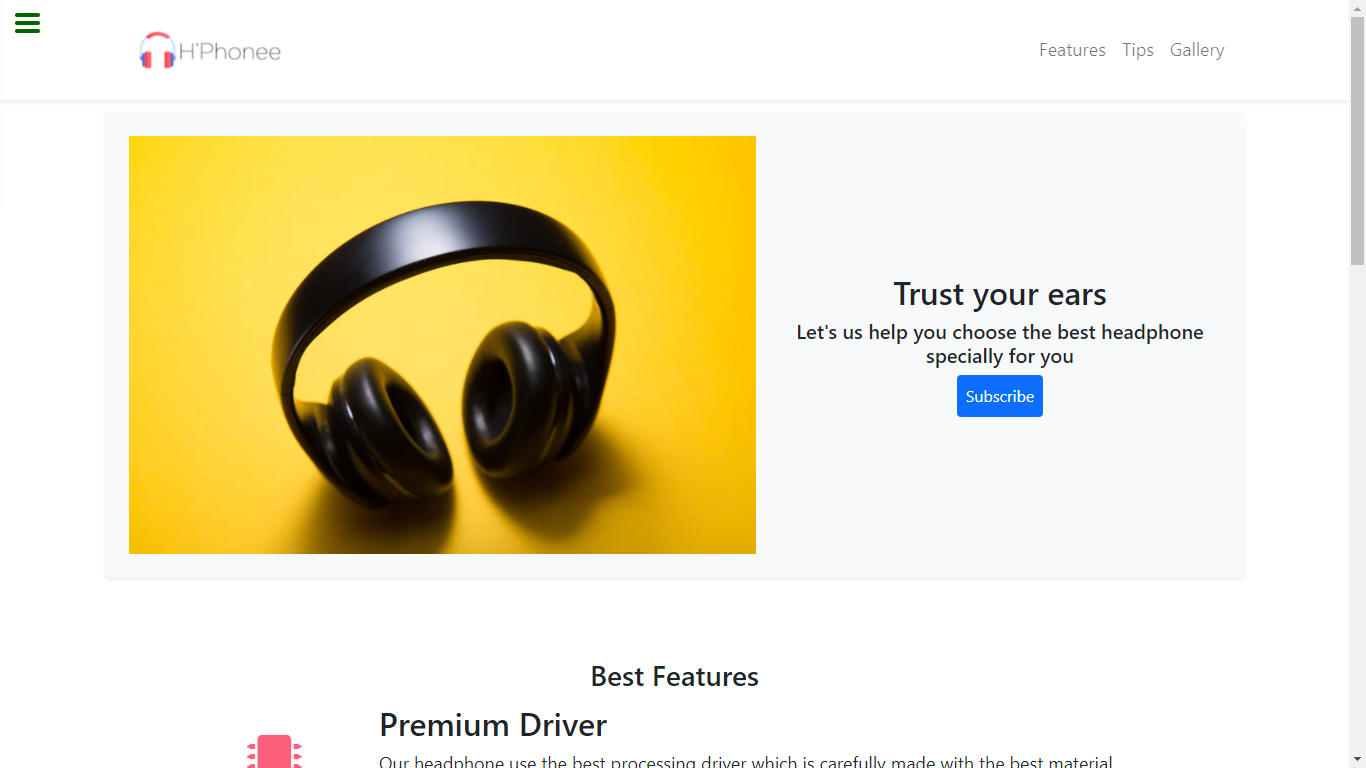 H'Phonee
Features Tips Gallery
Trust your ears
Let's us help you choose the best headphone
specially for you
Subscribe
Best Features
Premium Driver
Our headphone use the best processing driver which is carefully made with the best material